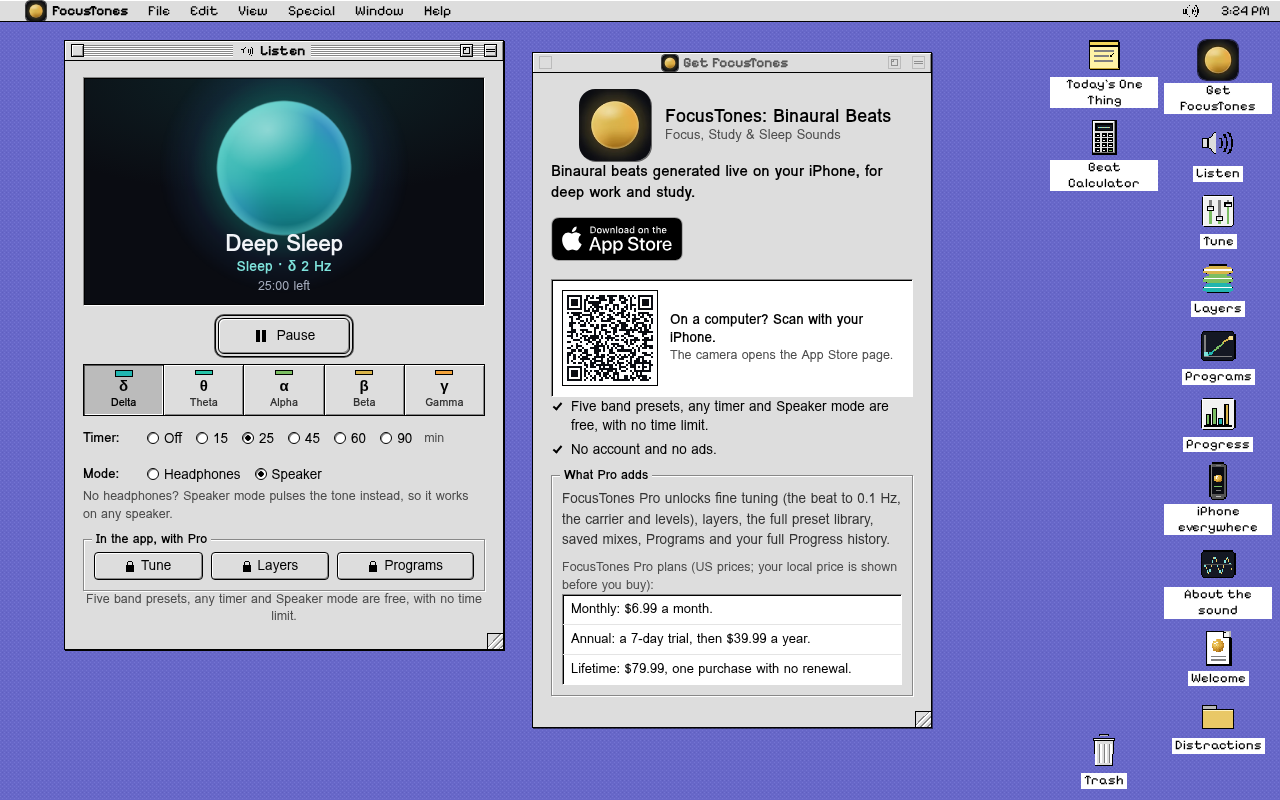 FocusTones File Edit View Special Window Help 3:24 PM
Listen
Deep Sleep
Sleep · δ 2 Hz
25:00 left
Pause
δ θ α β γ
Delta Theta Alpha Beta Gamma
Timer: Off 15 25 45 60 90 min
Mode: Headphones Speaker
No headphones? Speaker mode pulses the tone instead, so it works
on any speaker.
In the app, with Pro
Tune Layers Programs
Five band presets, any timer and Speaker mode are free, with no time
limit.
Get FocusTones
FocusTones: Binaural Beats
Focus, Study & Sleep Sounds
Binaural beats generated live on your iPhone, for
deep work and study.
Download on the
App Store
On a computer? Scan with your
iPhone.
The camera opens the App Store page.
Five band presets, any timer and Speaker mode are
free, with no time limit.
No account and no ads.
What Pro adds
FocusTones Pro unlocks fine tuning (the beat to 0.1 Hz,
the carrier and levels), layers, the full preset library,
saved mixes, Programs and your full Progress history.
FocusTones Pro plans (US prices; your local price is shown
before you buy):
Monthly: $6.99 a month.
Annual: a 7-day trial, then $39.99 a year.
Lifetime: $79.99, one purchase with no renewal.
Today's One
Thing
Beat
Calculator
Trash
Get
FocusTones
Listen
Tune
Layers
Programs
Progress
iPhone
everywhere
About the
sound
Welcome
Distractions